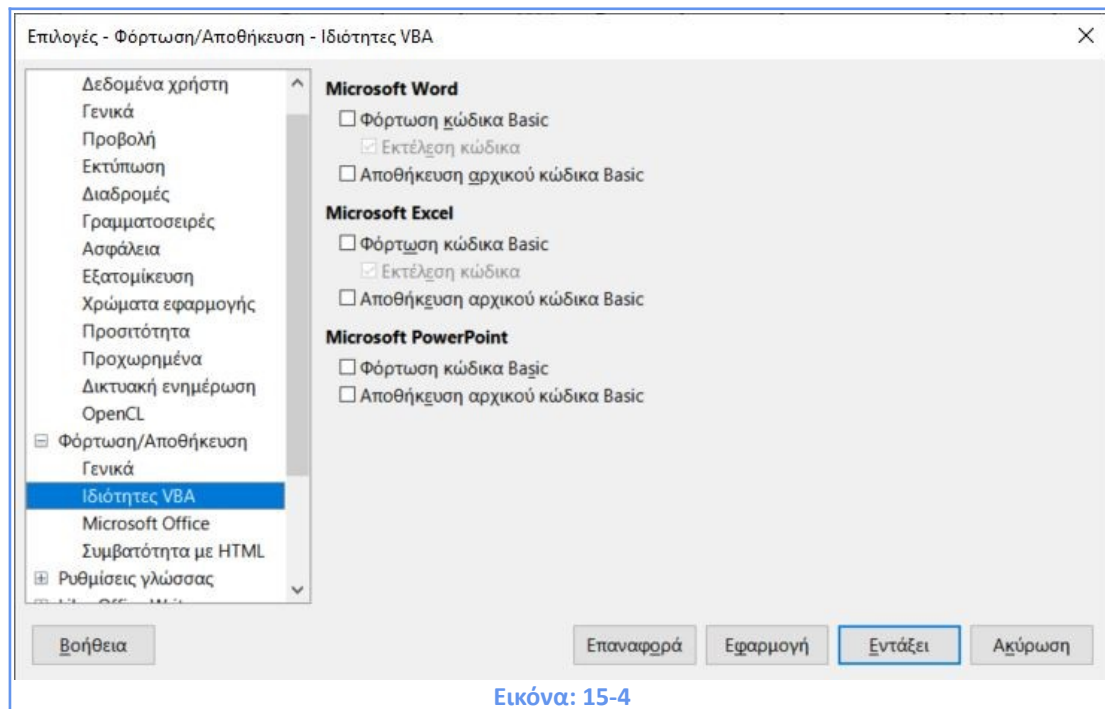 Επιλογές - Φόρτωση/Αποθήκευση - Ιδιότητες VBA
Δεδομένα χρήστη
Γενικά
Προβολή
Εκτύπωση
Διαδρομές
Γραμματοσειρές
Ασφάλεια
Εξατομίκευση
Χρώματα εφαρμογής
Προσιτότητα
Προχωρημένα
Δικτυακή ενημέρωση
OpenCL
Φόρτωση/Αποθήκευση
Γενικά
Ιδιότητες VBA
Microsoft Office
Συμβατότητα με HTML
Ρυθμίσεις γλώσσας
Microsoft Word
Φόρτωση κώδικα Basic
Εκτέλεση κώδικα
Αποθήκευση αρχικού κώδικα Basic
Microsoft Excel
Φόρτωση κώδικα Basic
Εκτέλεση κώδικα
Αποθήκευση αρχικού κώδικα Basic
Microsoft PowerPoint
Φόρτωση κώδικα Basic
Αποθήκευση αρχικού κώδικα Basic
Βοήθεια
Επαναφορά
Εφαρμογή
Εντάξει
Ακύρωση
Εικόνα: 15-4